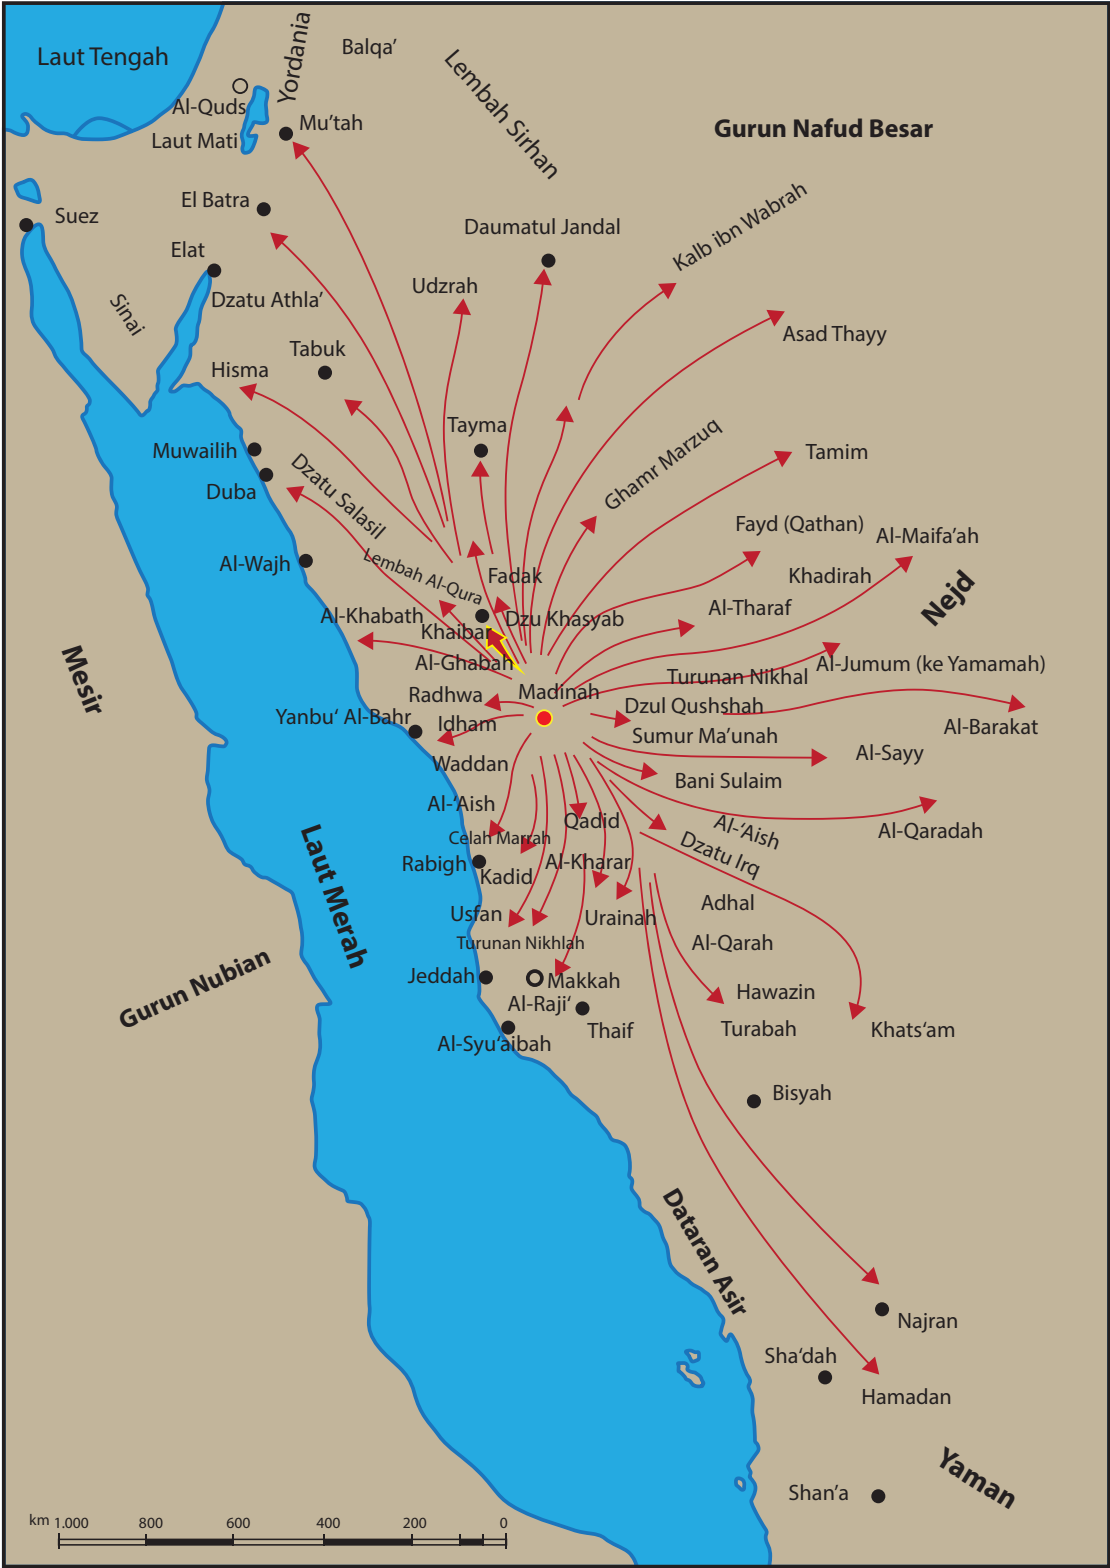 Laut Tengah
Yordania
Balqa’
Lembah Sirhan
Al-Quds
Laut Mati
Mu’tah
Gurun Nafud Besar
Suez
El Batra
Elat
Sinai
Dzatu Athla’
Daumatul Jandal
Kalb ibn Wabrah
Udzrah
Asad Thayy
Tabuk
Hisma
Tayma
Ghamr Marzuq
Tamim
Muwailih
Duba
Dzatu Salasil
Fayd (Qathan)
Al-Maifa’ah
Al-Wajh
Lembah Al-Qura
Fadak
Khadirah
Nejd
Al-Khabath
Khaibar
Dzu Khasyab
Al-Tharaf
Mesir
Al-Ghabah
Turunan Nikhal
Al-Jumum (ke Yamamah)
Radhwa
Madinah
Dzul Qushshah
Yanbu‘ Al-Bahr
Idham
Sumur Ma’unah
Al-Barakat
Waddan
Al-Sayy
Bani Sulaim
Al-‘Aish
Qadid
Al-‘Aish
Al-Qaradah
Celah Marrah
Dzatu Irq
Rabigh
Kadid
Al-Kharar
Laut Merah
Usfan
Urainah
Adhal
Turunan Nikhlah
Al-Qarah
Gurun Nubian
Jeddah
Makkah
Al-Raji‘
Hawazin
Thaif
Turabah
Khats‘am
Al-Syu‘aibah
Bisyah
Dataran Asir
Najran
Sha‘dah
Hamadan
Yaman
Shan’a
km 1.000 800 600 400 200 0